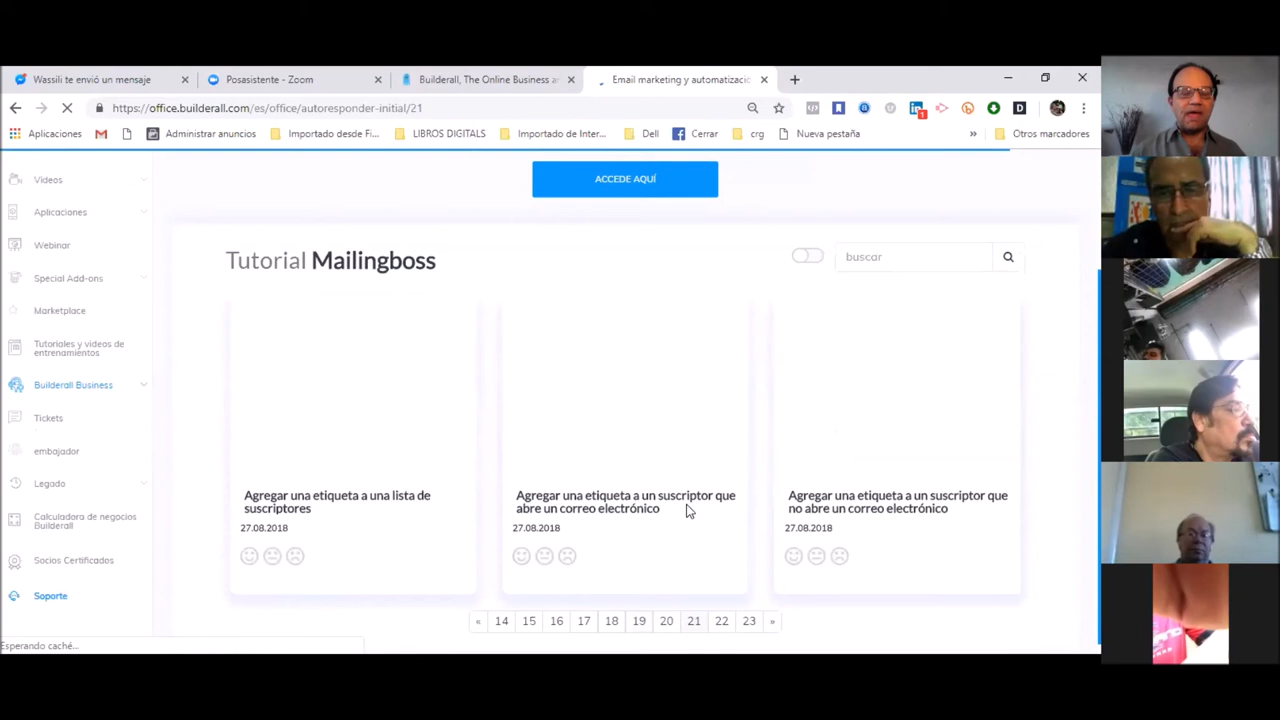 Wassili te envió un mensaje
Posasistente - Zoom
Builderall, The Online Business an
Email marketing y automatizació
https://office.builderall.com/es/office/autoresponder-initial/21
Aplicaciones
Administrar anuncios
Importado desde Fi...
LIBROS DIGITALS
Importado de Inter...
Dell
Cerrar
crg
Nueva pestaña
»
Otros marcadores
Videos
Aplicaciones
Webinar
Special Add-ons
Marketplace
Tutoriales y videos de
entrenamientos
Builderall Business
Tickets
embajador
Legado
Calculadora de negocios
Builderall
Socios Certificados
Soporte
Esperando caché...
ACCEDE AQUÍ
Tutorial Mailingboss
buscar
Agregar una etiqueta a una lista de
suscriptores
27.08.2018
Agregar una etiqueta a un suscriptor que
abre un correo electrónico
27.08.2018
Agregar una etiqueta a un suscriptor que
no abre un correo electrónico
27.08.2018
« 14 15 16 17 18 19 20 21 22 23 »